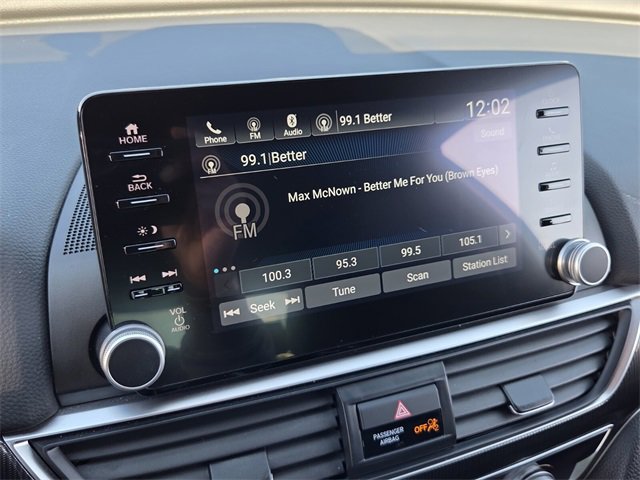 HOME
BACK
VOL
AUDIO
Phone FM Audio 99.1 Better 12:02
99.1|Better Sound
Max McNown - Better Me For You (Brown Eyes)
FM
100.3 95.3 99.5 105.1
Seek Tune Scan Station List
PASSENGER
AIRBAG OFF